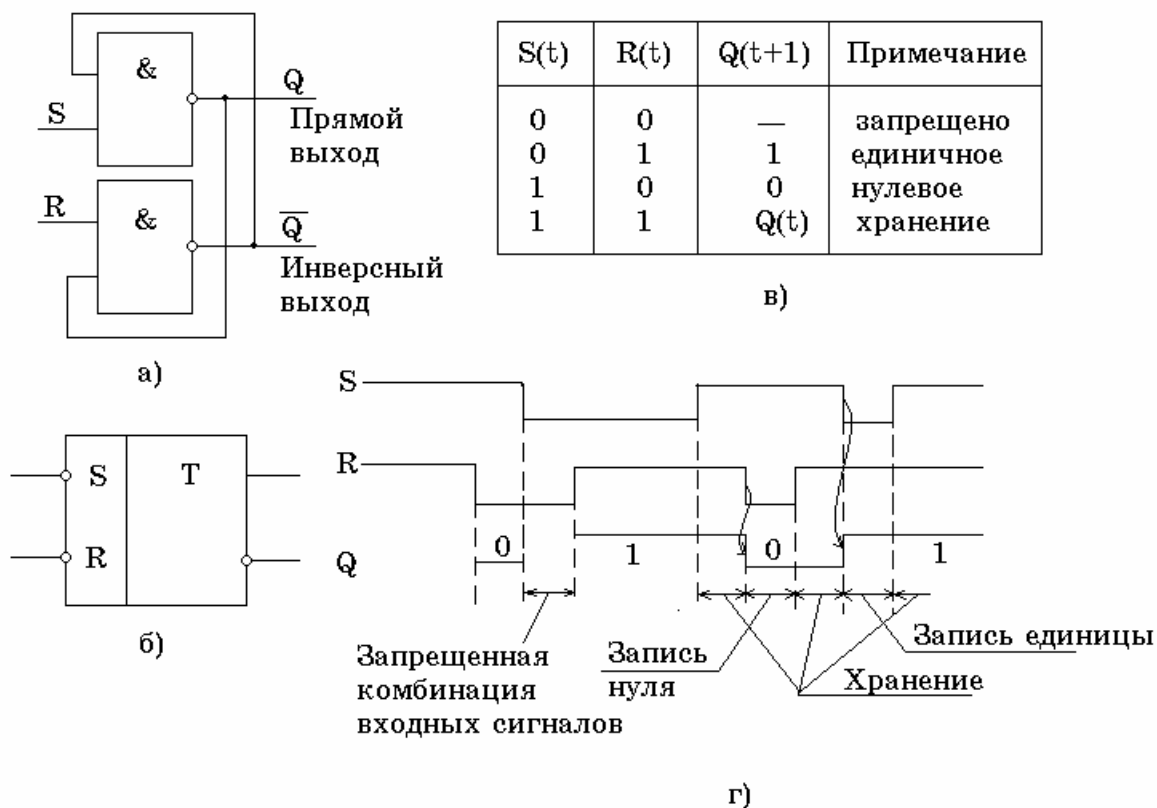 &
S
Q
Прямой
выход
R
&
Q̅
Инверсный
выход
а)
S(t) R(t) Q(t+1) Примечание
0 0 — запрещено
0 1 1 единичное
1 0 0 нулевое
1 1 Q(t) хранение
в)
S T
R
б)
S
R
Q
0 1 0 1
Запрещенная
комбинация
входных сигналов
Запись
нуля
Запись единицы
Хранение
г)